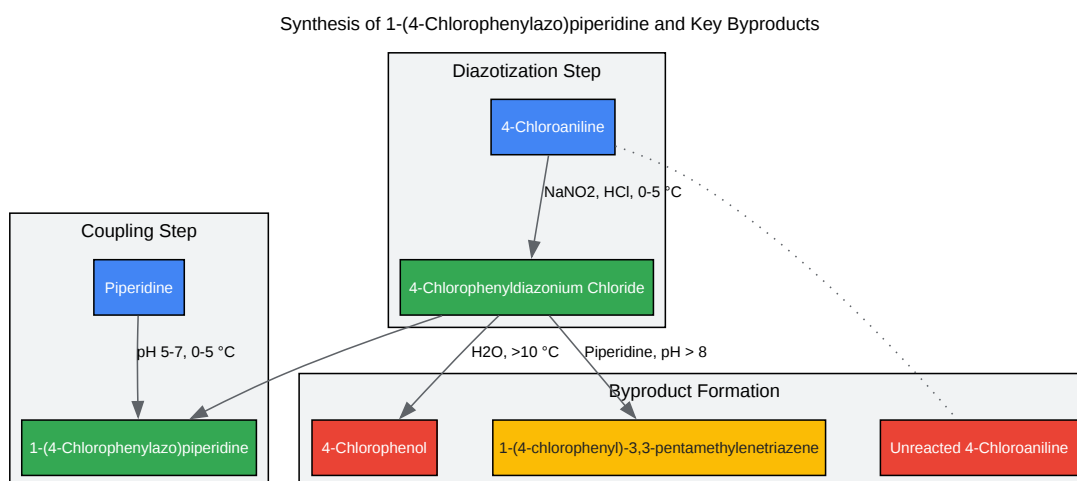 Synthesis of 1-(4-Chlorophenylazo)piperidine and Key Byproducts
Diazotization Step
4-Chloroaniline
NaNO2, HCl, 0-5 °C
Coupling Step
Piperidine
4-Chlorophenyldiazonium Chloride
pH 5-7, 0-5 °C
H2O, >10 °C
Piperidine, pH > 8
Byproduct Formation
1-(4-Chlorophenylazo)piperidine
4-Chlorophenol
1-(4-chlorophenyl)-3,3-pentamethylenetriazene
Unreacted 4-Chloroaniline